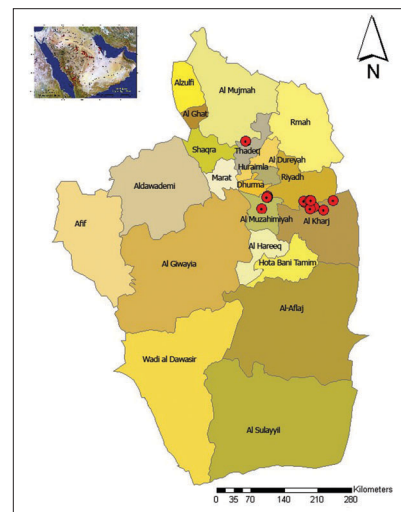 N
Alzulfi
Al Mujmah
Al Ghat
Rmah
Shaqra
Thadeq
Huraimla
Al Dureyah
Aldawademi
Marat
Dhurma
Riyadh
Afif
Al Muzahimiyah
Al Kharj
Al Hareeq
Al Giwayia
Hota Bani Tamim
Al-Aflaj
Wadi al Dawasir
Al Sulayyil
Kilometers
0 35 70 140 210 280